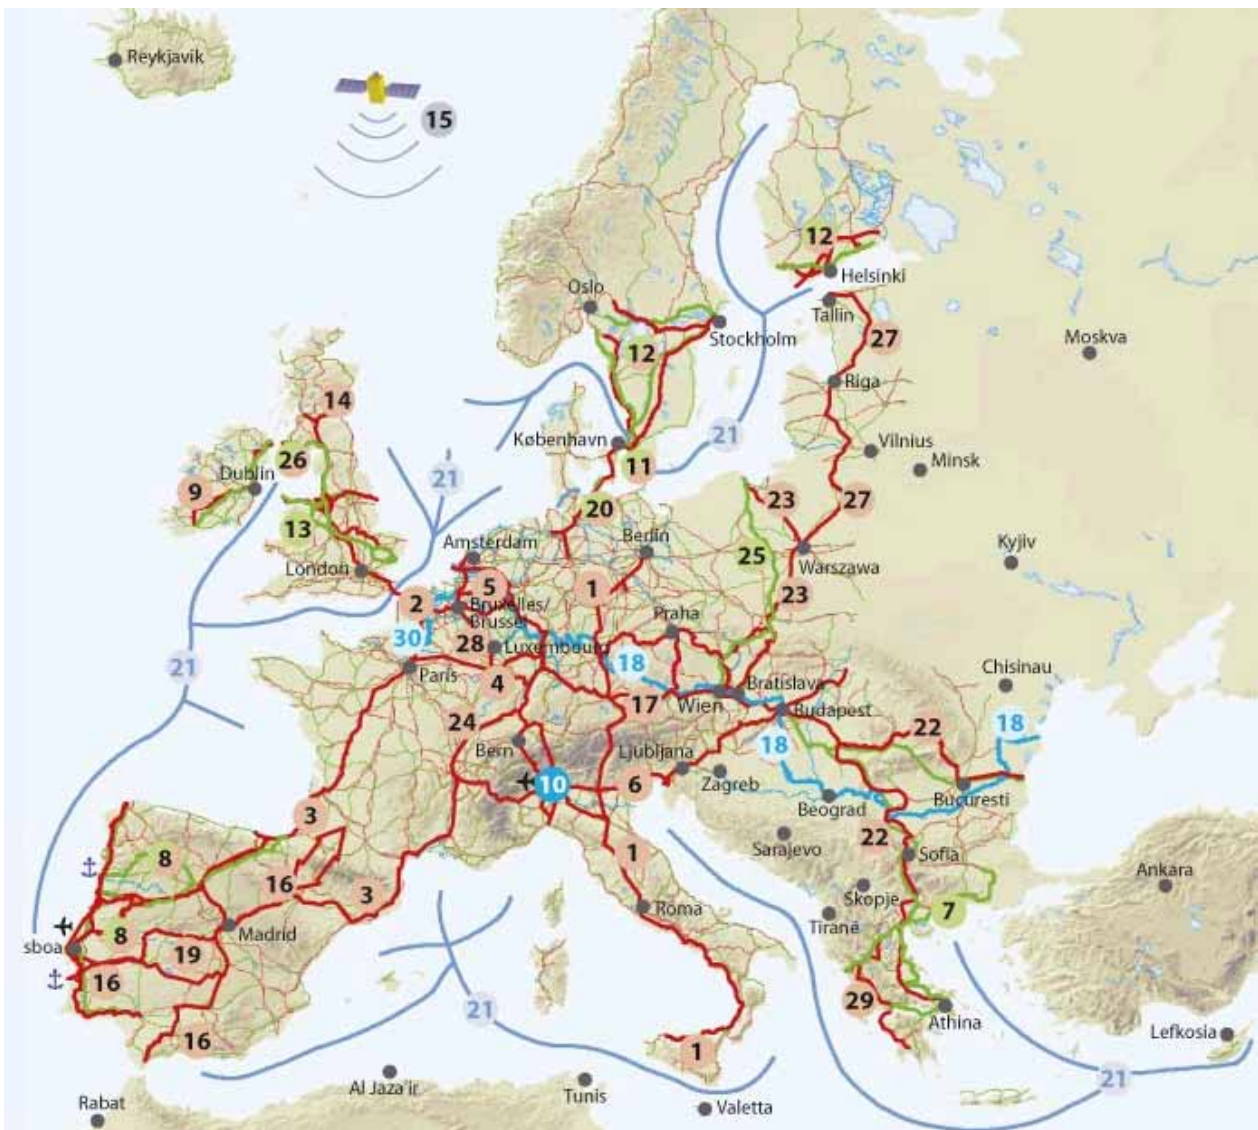 Reykjavik
15
12
Helsinki
Oslo
Tallin
Stockholm
27
Moskva
12
Riga
14
København
21
Vilnius
Minsk
26
11
21
Dublin
9
23
27
20
13
Amsterdam
Berlin
25
Kyjiv
London
Warszawa
5
1
23
2
Bruxelles/
Brussel
Praha
30
28
Luxembourg
18
Chisinau
21
Paris
4
Bratislava
17
Wien
Budapest
24
22
18
Bern
Ljubljana
18
10
6
Zagreb
Beograd
Bucuresti
3
22
8
1
Sarajevo
Sofia
Ankara
16
3
Skopje
Roma
7
Tiranë
sboa
8
Madrid
19
16
29
21
Athina
16
1
Lefkosia
Al Jaza'ir
Tunis
21
Rabat
Valetta